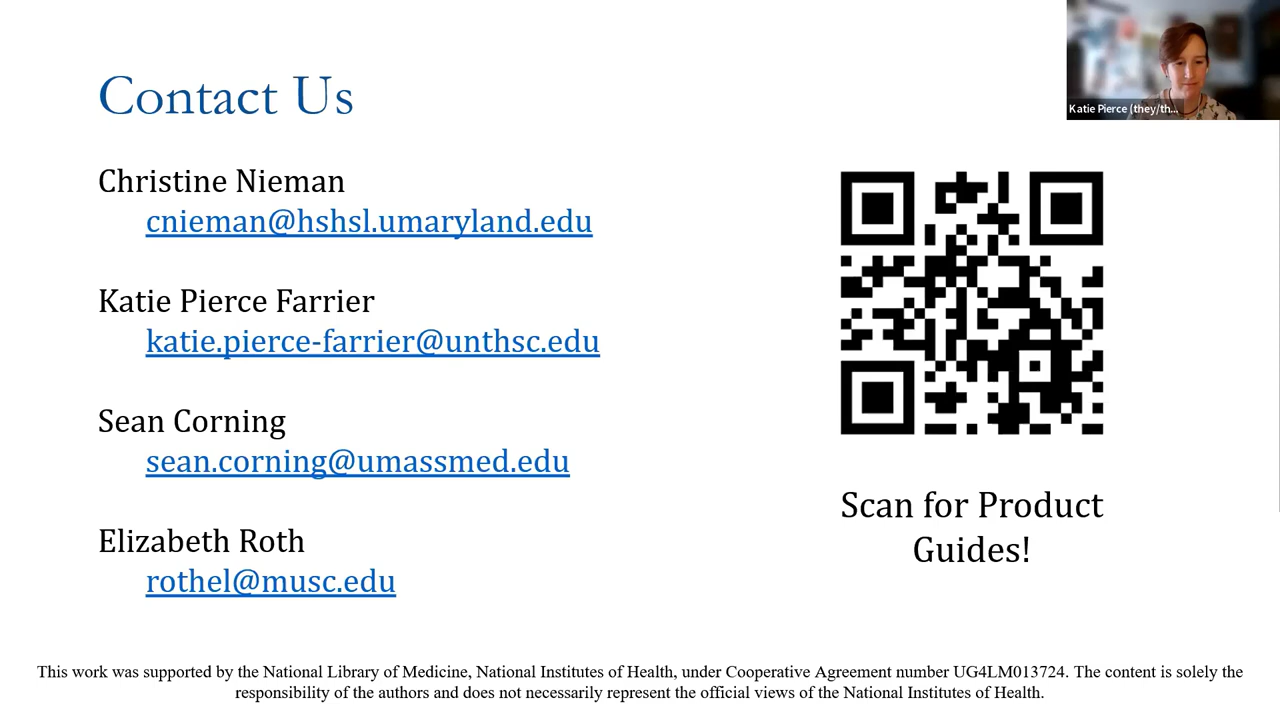 Contact Us
Katie Pierce (they/th...
Christine Nieman
cnieman@hshsl.umaryland.edu
Katie Pierce Farrier
katie.pierce-farrier@unthsc.edu
Sean Corning
sean.corning@umassmed.edu
Elizabeth Roth
rothel@musc.edu
Scan for Product
Guides!
This work was supported by the National Library of Medicine, National Institutes of Health, under Cooperative Agreement number UG4LM013724. The content is solely the
responsibility of the authors and does not necessarily represent the official views of the National Institutes of Health.